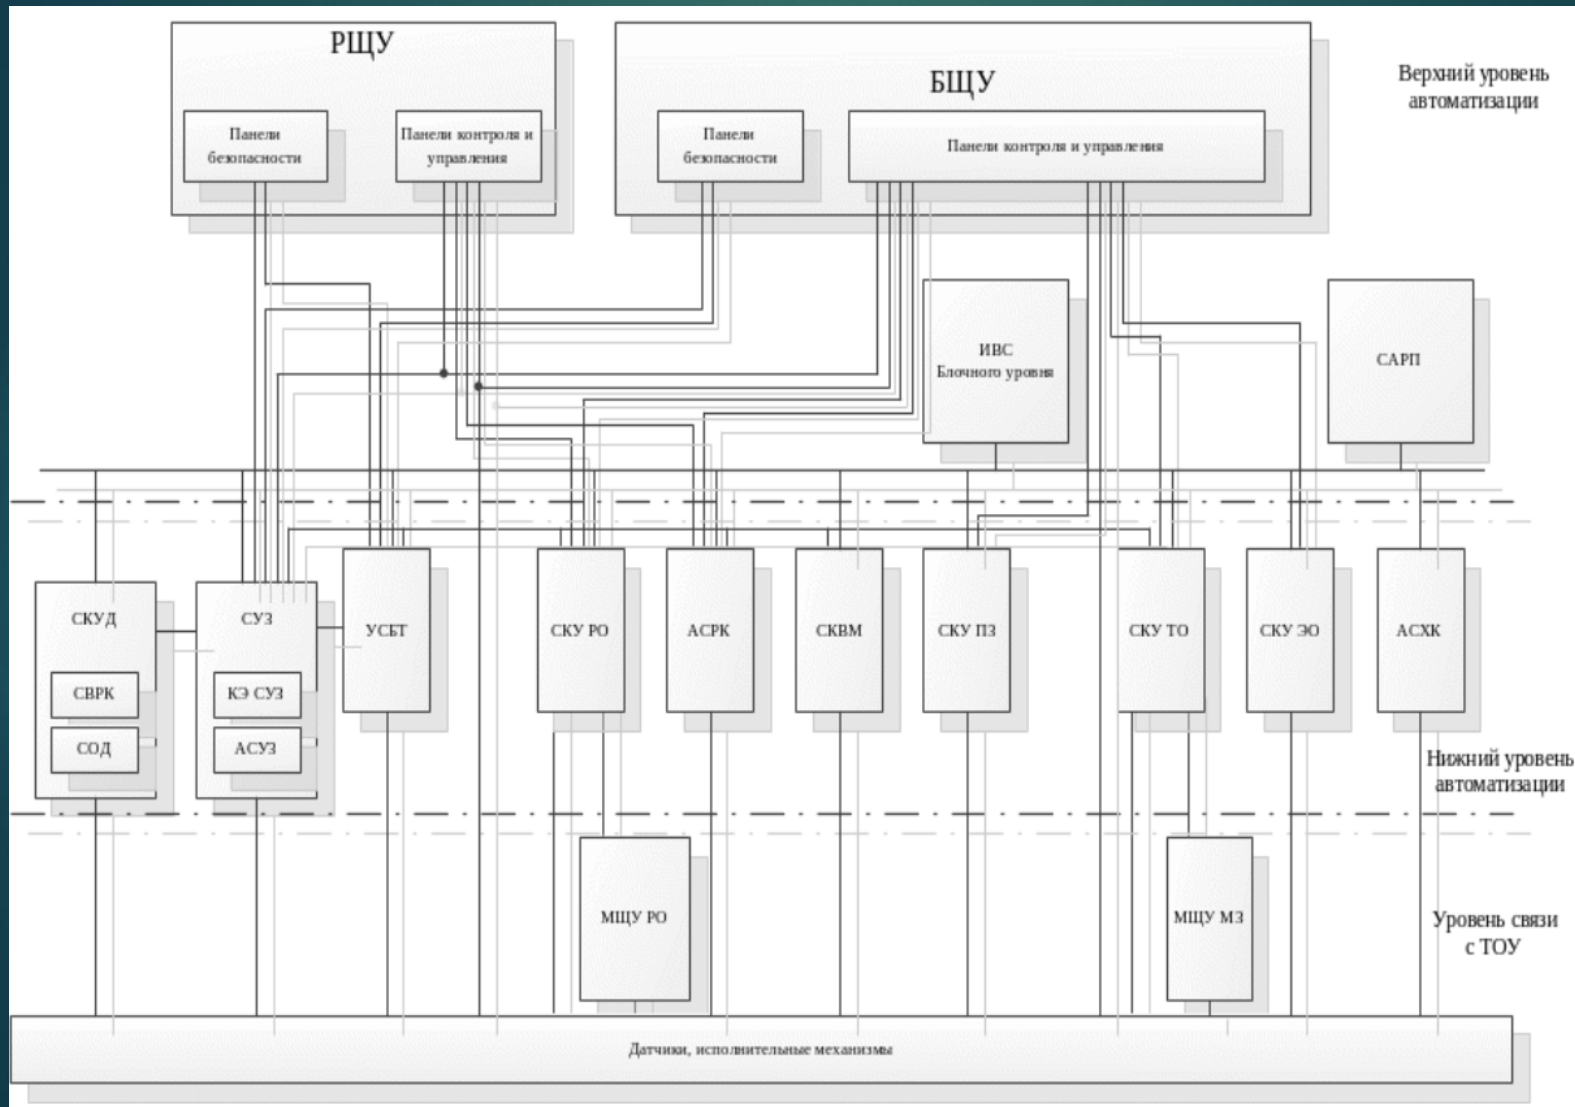 РЩУ
БЩУ
Верхний уровень
автоматизации
Панели
безопасности
Панели контроля и
управления
Панели
безопасности
Панели контроля и управления
ИВС
Блочного уровня
САРП
СКУД
СВРК
СОД
СУЗ
КЭ СУЗ
АСУЗ
УСБТ
СКУ РО
АСРК
СКВМ
СКУ ПЗ
СКУ ТО
СКУ ЭО
АСХК
Нижний уровень
автоматизации
МЩУ РО
МЩУ МЗ
Уровень связи
с ТОУ
Датчики, исполнительные механизмы